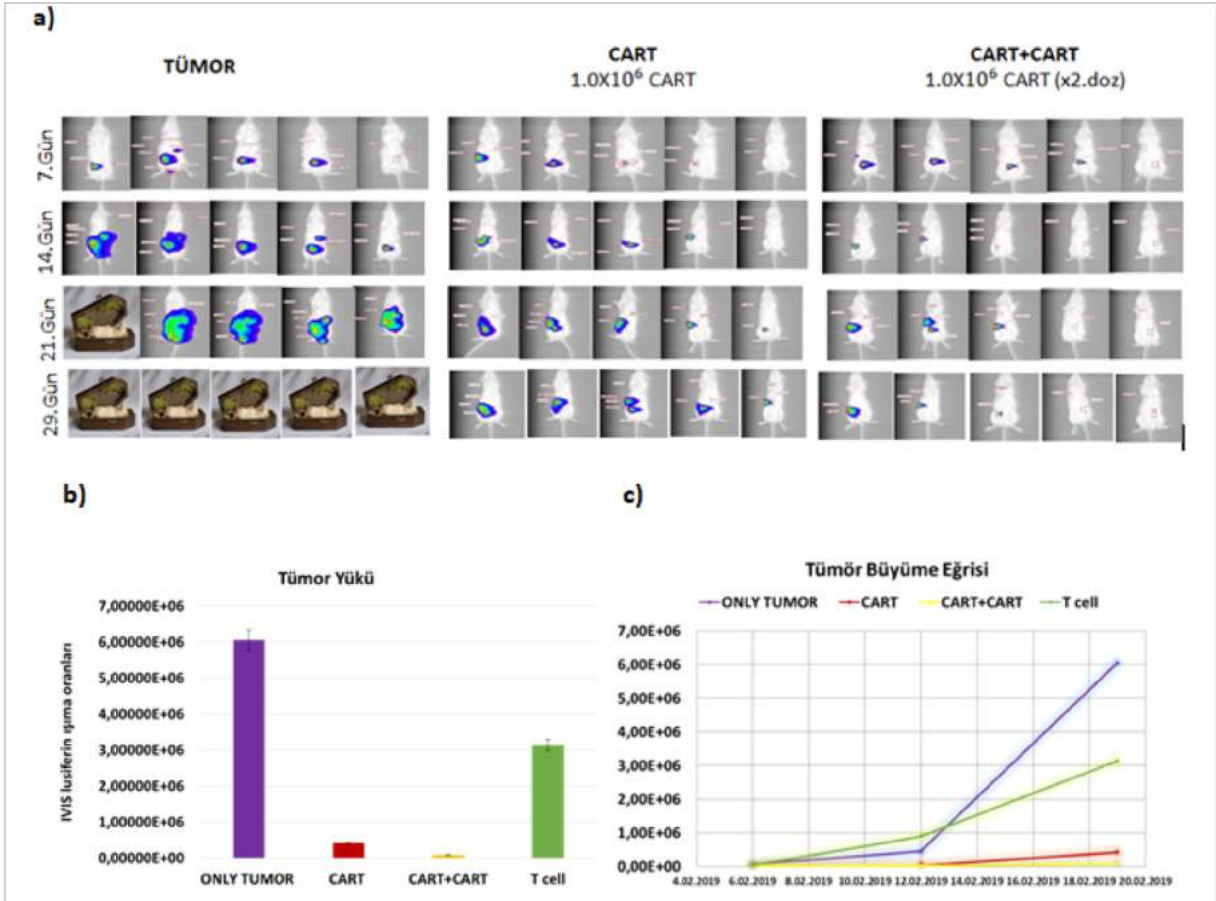 a)
TÜMOR
CART
1.0X10⁶ CART
CART+CART
1.0X10⁶ CART (x2.doz)
7.Gün
14.Gün
21.Gün
29.Gün
b)
Tümor Yükü
IVIS lusiferin ışıma oranları
7,00000E+06
6,00000E+06
5,00000E+06
4,00000E+06
3,00000E+06
2,00000E+06
1,00000E+06
0,00000E+00
ONLY TUMOR CART CART+CART T cell
c)
Tümör Büyüme Eğrisi
ONLY TUMOR CART CART+CART T cell
7,00E+06
6,00E+06
5,00E+06
4,00E+06
3,00E+06
2,00E+06
1,00E+06
0,00E+00
4.02.2019 6.02.2019 8.02.2019 10.02.2019 12.02.2019 14.02.2019 16.02.2019 18.02.2019 20.02.2019